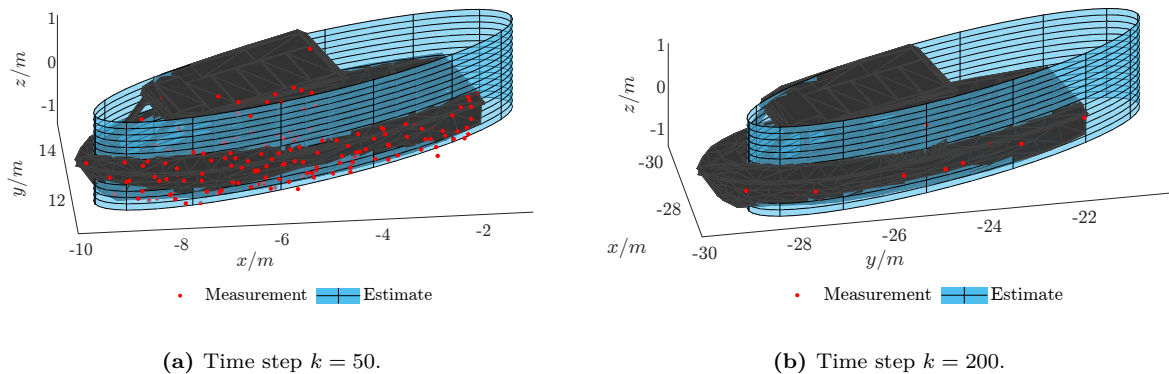 1
0
-1
z/m
14
12
y/m
-10
-8
-6
-4
-2
x/m
Measurement
Estimate
(a) Time step k = 50.
1
0
-1
z/m
-30
-28
x/m
-30
-28
-26
-24
-22
y/m
Measurement
Estimate
(b) Time step k = 200.